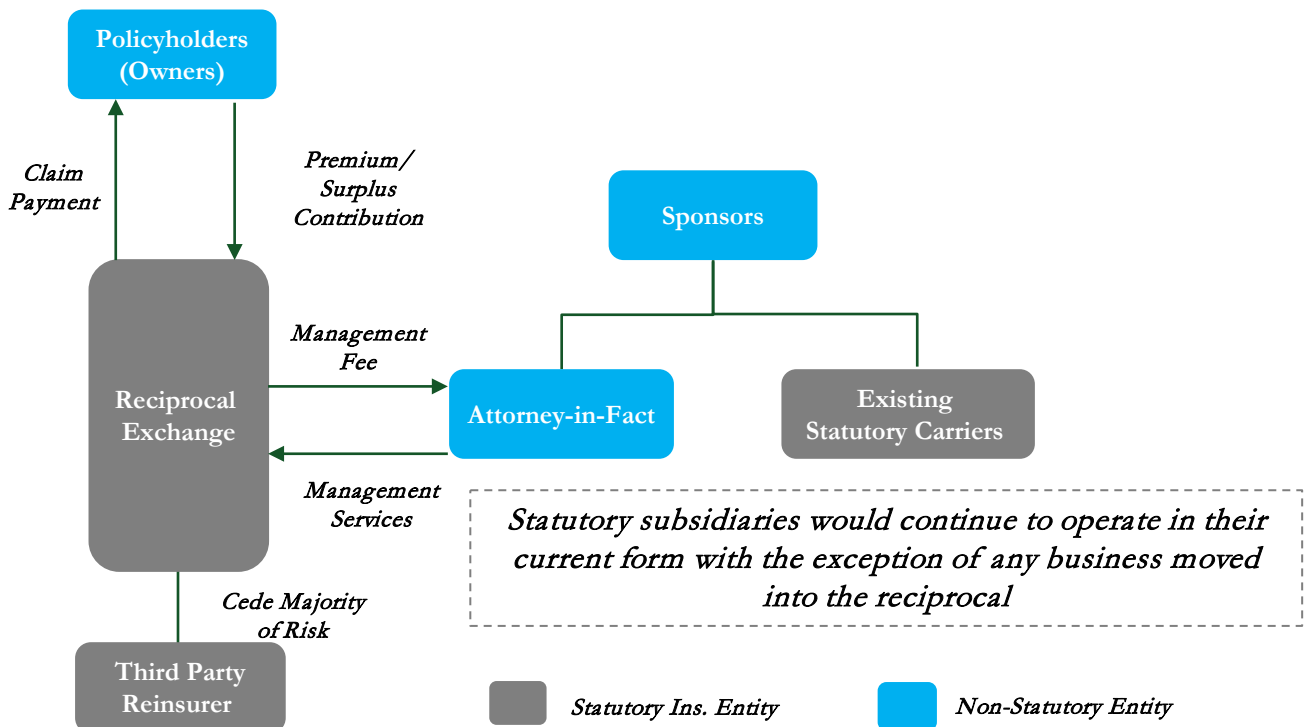 Policyholders
(Owners)
Claim
Payment
Premium/
Surplus
Contribution
Sponsors
Management
Fee
Reciprocal
Exchange
Attorney-in-Fact
Existing
Statutory Carriers
Management
Services
Statutory subsidiaries would continue to operate in their
current form with the exception of any business moved
into the reciprocal
Cede Majority
of Risk
Third Party
Reinsurer
Statutory Ins. Entity
Non-Statutory Entity